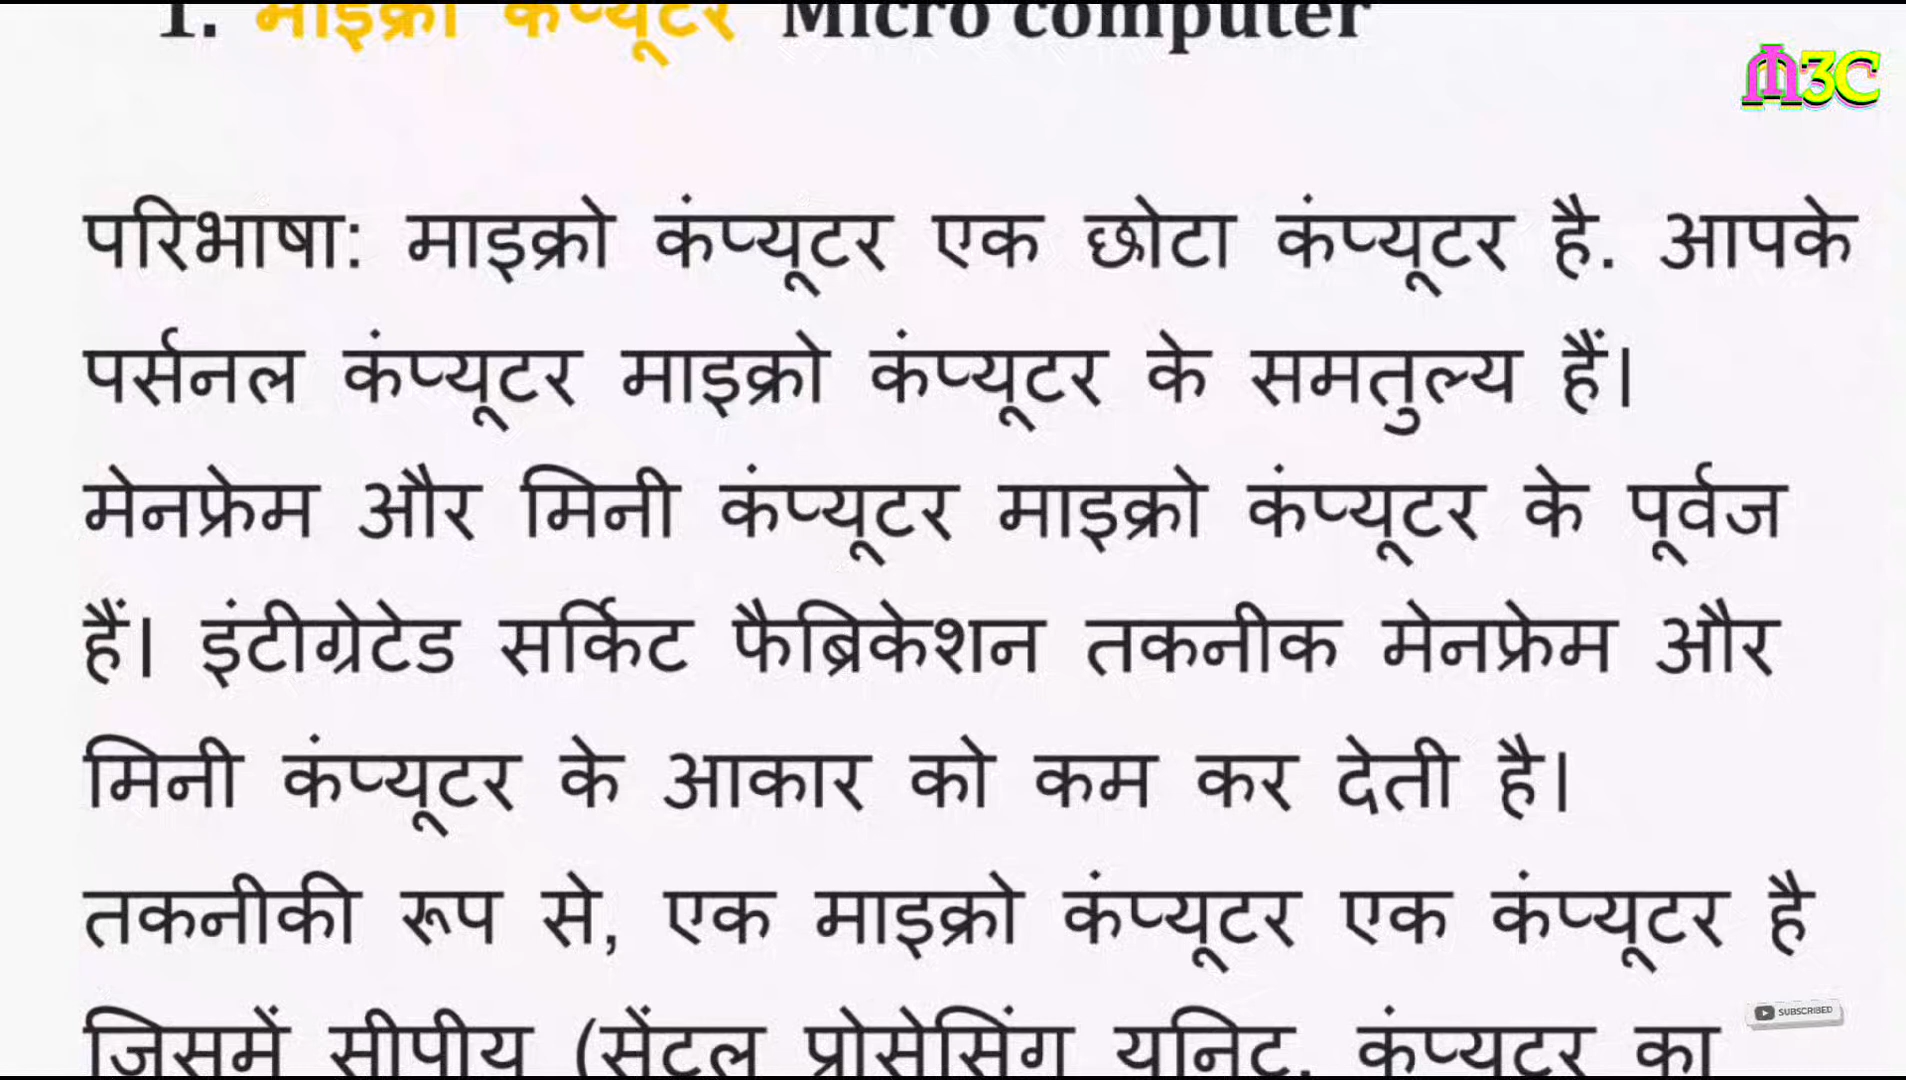 1. माइक्रो कंप्यूटर Micro computer
M3C
परिभाषा: माइक्रो कंप्यूटर एक छोटा कंप्यूटर है. आपके
पर्सनल कंप्यूटर माइक्रो कंप्यूटर के समतुल्य हैं।
मेनफ्रेम और मिनी कंप्यूटर माइक्रो कंप्यूटर के पूर्वज
हैं। इंटीग्रेटेड सर्किट फैब्रिकेशन तकनीक मेनफ्रेम और
मिनी कंप्यूटर के आकार को कम कर देती है।
तकनीकी रूप से, एक माइक्रो कंप्यूटर एक कंप्यूटर है
जिसमें सीपीयू (सेंट्रल प्रोसेसिंग यूनिट, कंप्यूटर का
SUBSCRIBED